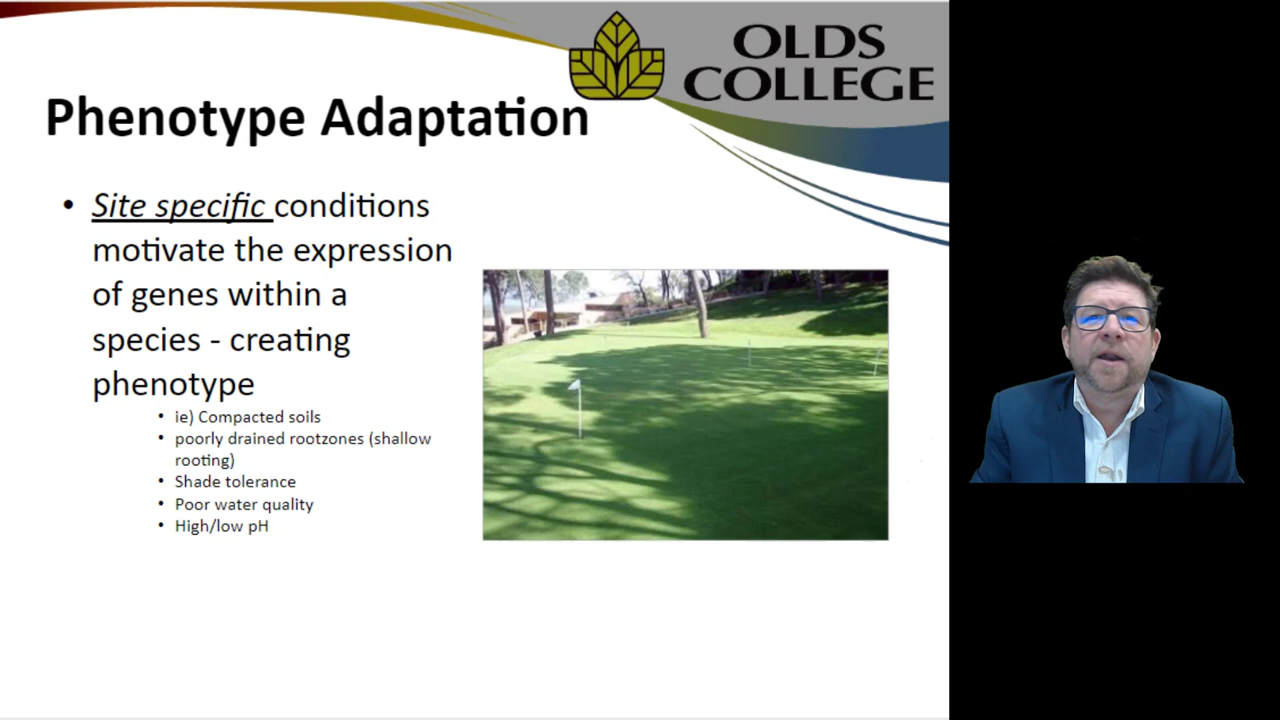 OLDS
COLLEGE
Phenotype Adaptation
• Site specific conditions
motivate the expression
of genes within a
species - creating
phenotype
• ie) Compacted soils
• poorly drained rootzones (shallow
rooting)
• Shade tolerance
• Poor water quality
• High/low pH